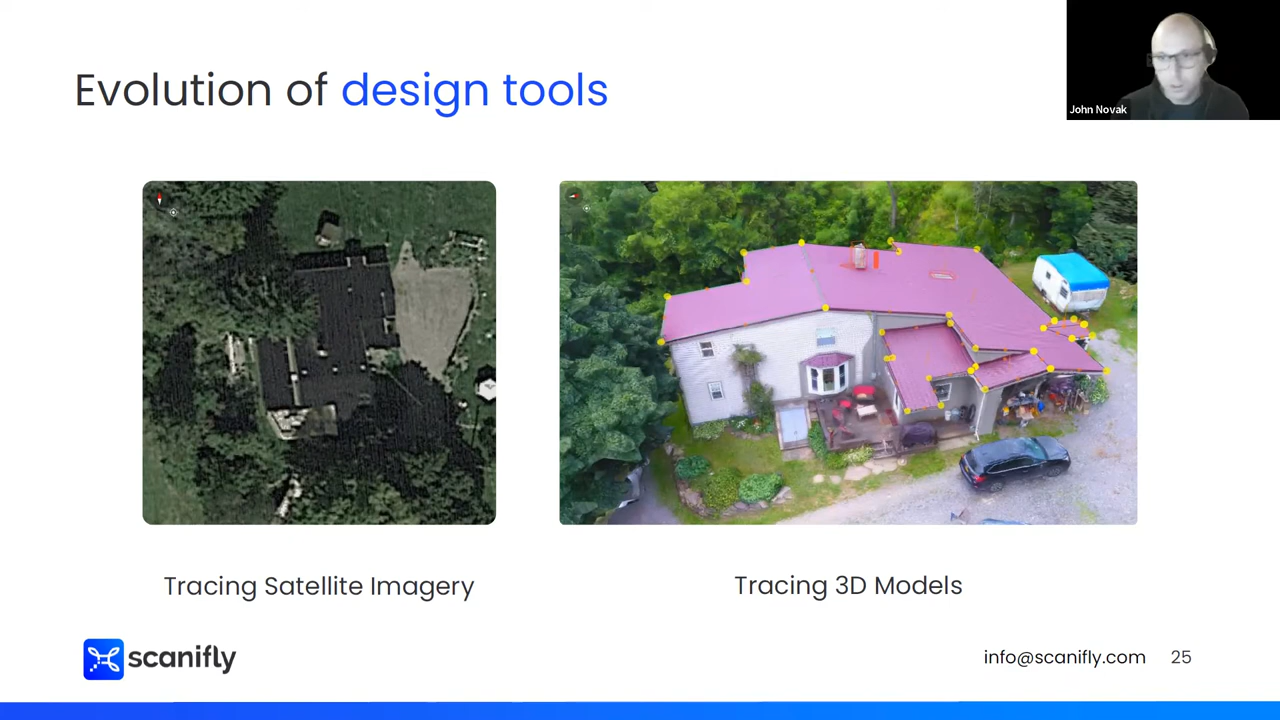 Evolution of design tools
John Novak
Tracing Satellite Imagery
Tracing 3D Models
scanifly
info@scanifly.com 25